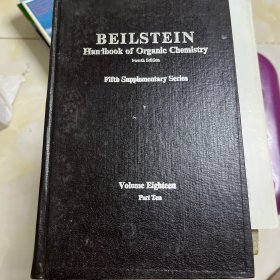 BEILSTEIN
Handbook of Organic Chemistry
Fourth Edition
Fifth Supplementary Series
Volume Eighteen
Part Ten